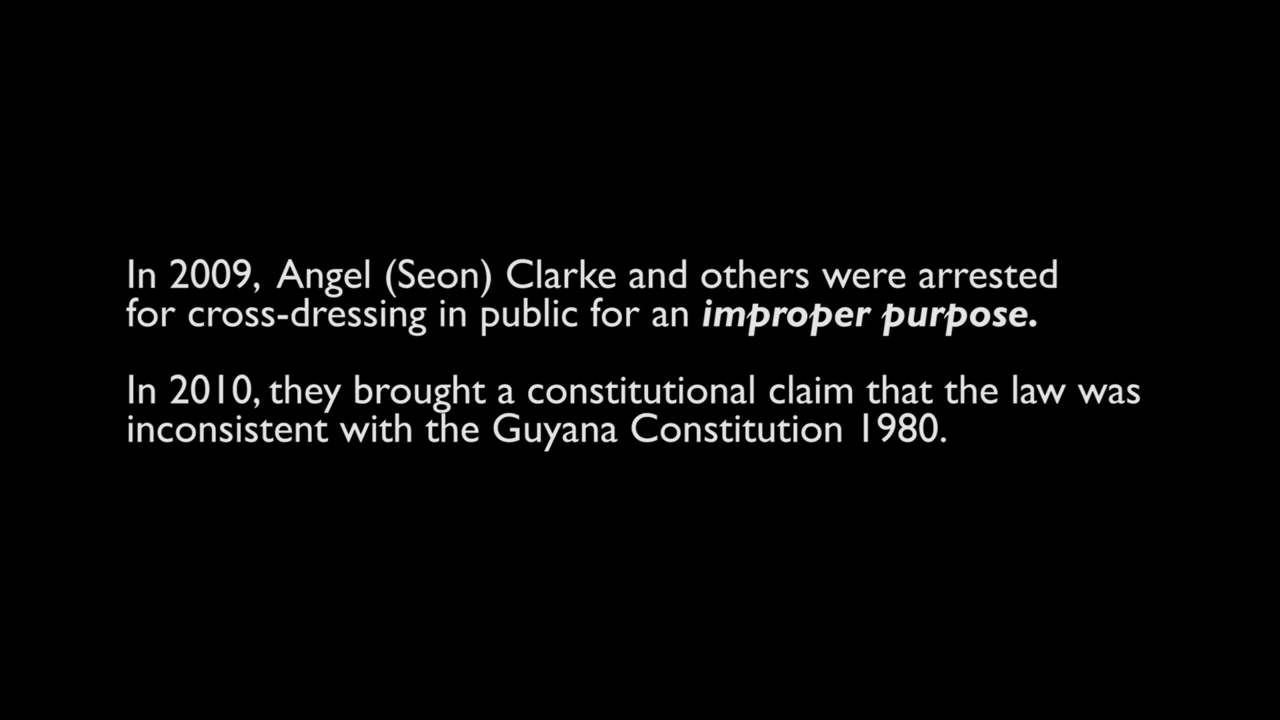 In 2009, Angel (Seon) Clarke and others were arrested
for cross-dressing in public for an improper purpose.
In 2010, they brought a constitutional claim that the law was
inconsistent with the Guyana Constitution 1980.